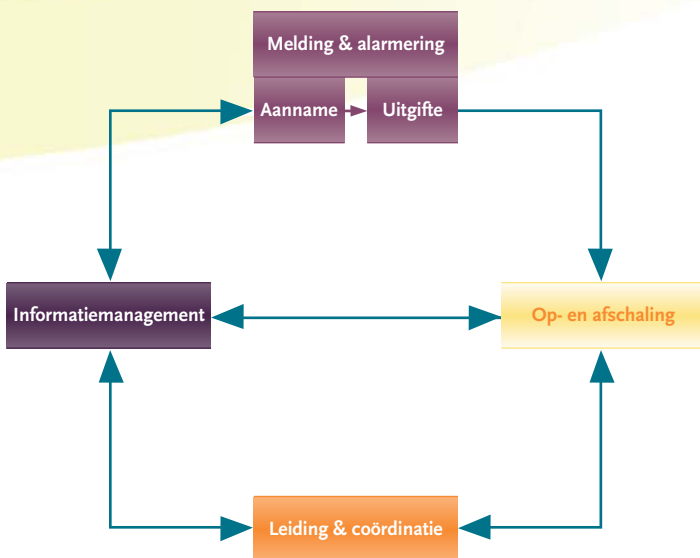 Melding & alarmering
Aanname
Uitgifte
Informatiemanagement
Op- en afschaling
Leiding & coördinatie